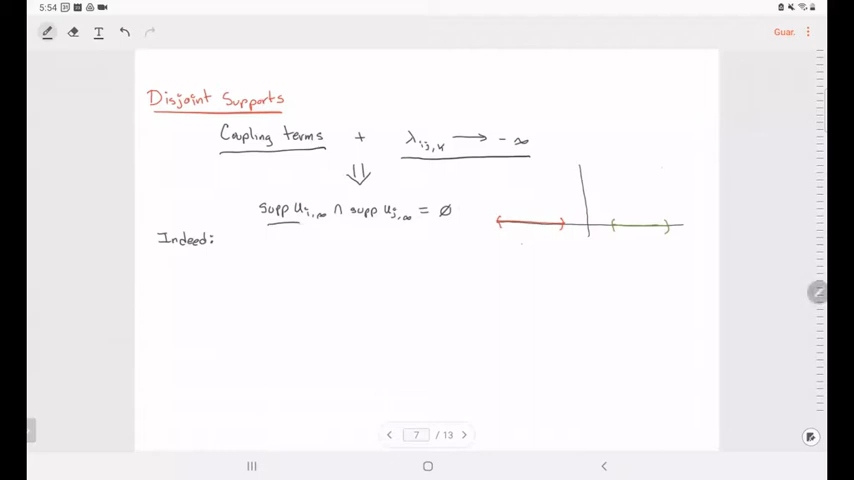 5:54
Guar.
Disjoint Supports
Coupling terms + λ_{ij,k} ⟶ -∞
⇓
supp u_{i,∞} ∩ supp u_{j,∞} = ∅
Indeed:
7 / 13